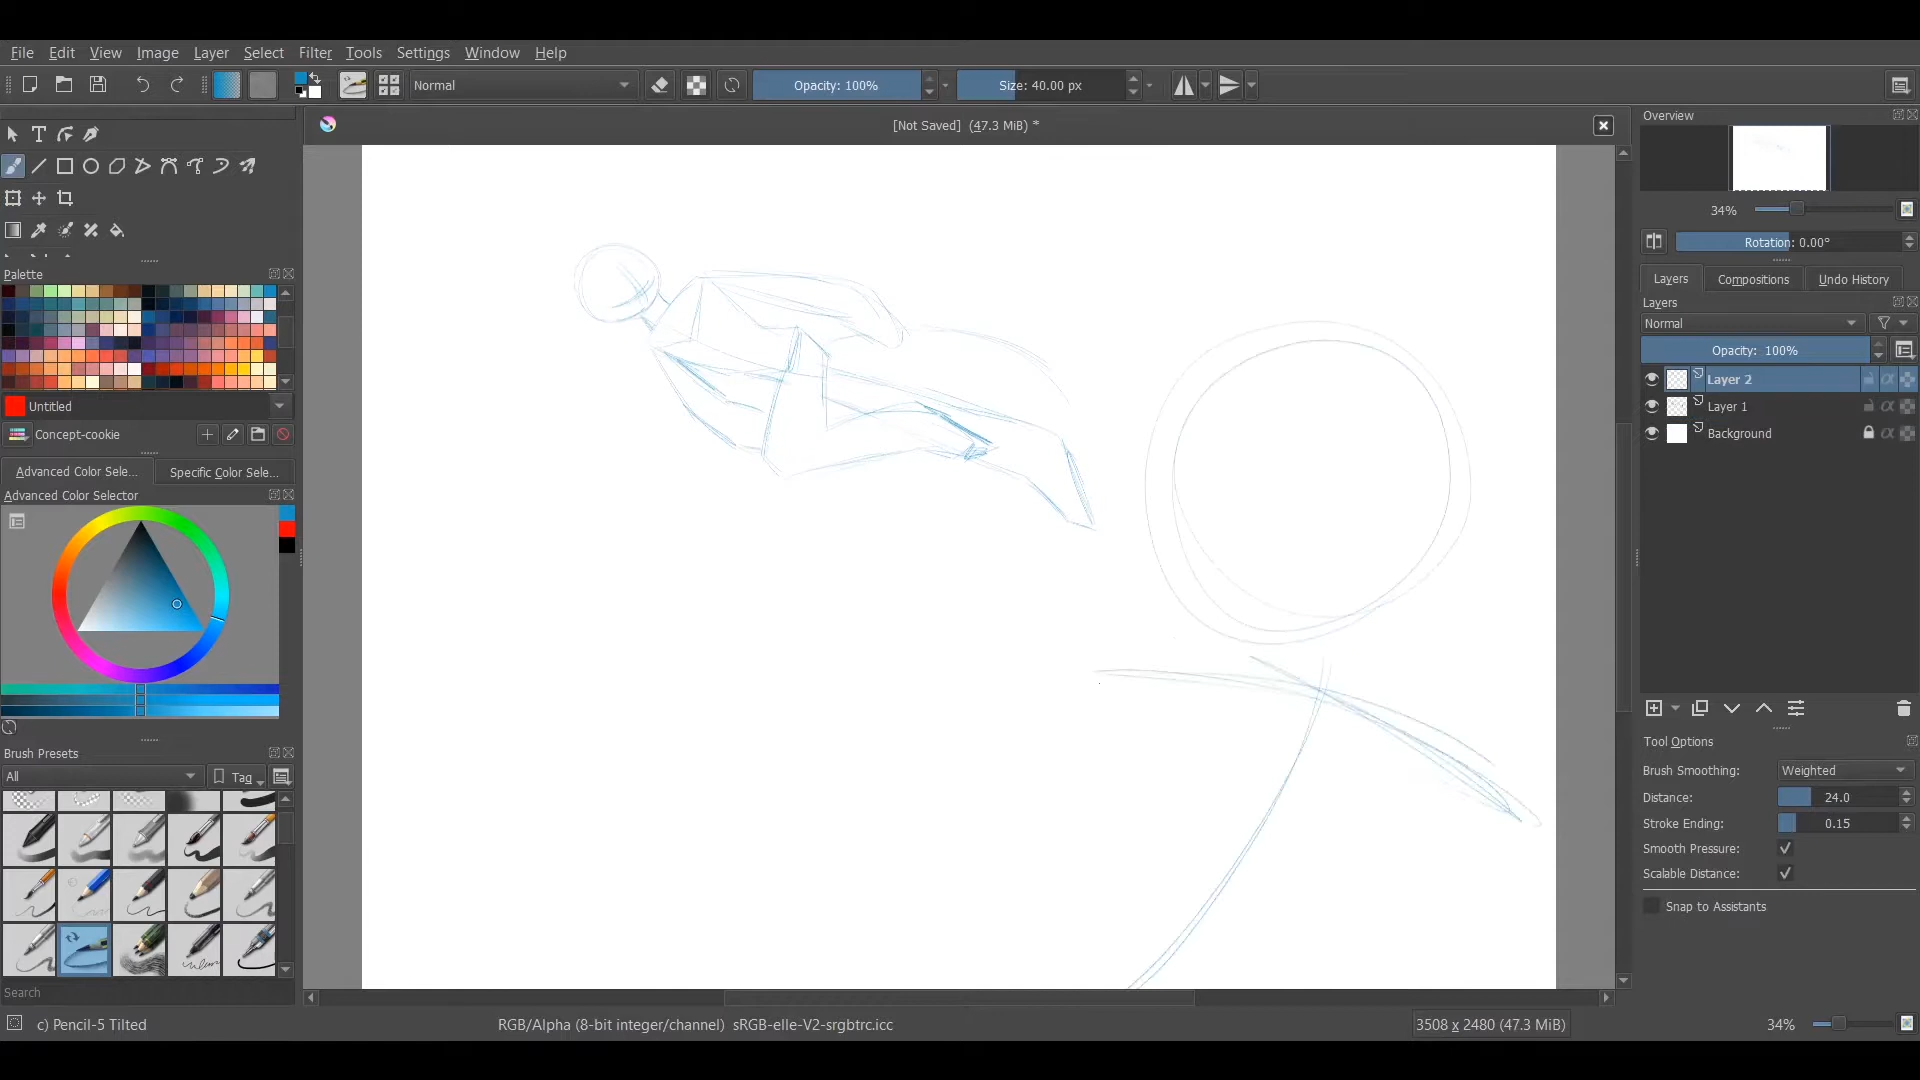 File Edit View Image Layer Select Filter Tools Settings Window Help
Normal
Opacity: 100%
Size: 40.00 px
[Not Saved] (47.3 MiB) *
Overview
34%
Rotation: 0.00°
Palette
Untitled
Concept-cookie
Advanced Color Sele...
Specific Color Sele...
Advanced Color Selector
Brush Presets
All
Tag
Search
Layers
Compositions
Undo History
Layers
Normal
Opacity: 100%
Layer 2
Layer 1
Background
Tool Options
Brush Smoothing: Weighted
Distance: 24.0
Stroke Ending: 0.15
Smooth Pressure:
Scalable Distance:
Snap to Assistants
c) Pencil-5 Tilted
RGB/Alpha (8-bit integer/channel) sRGB-elle-V2-srgbtrc.icc
3508 x 2480 (47.3 MiB)
34%